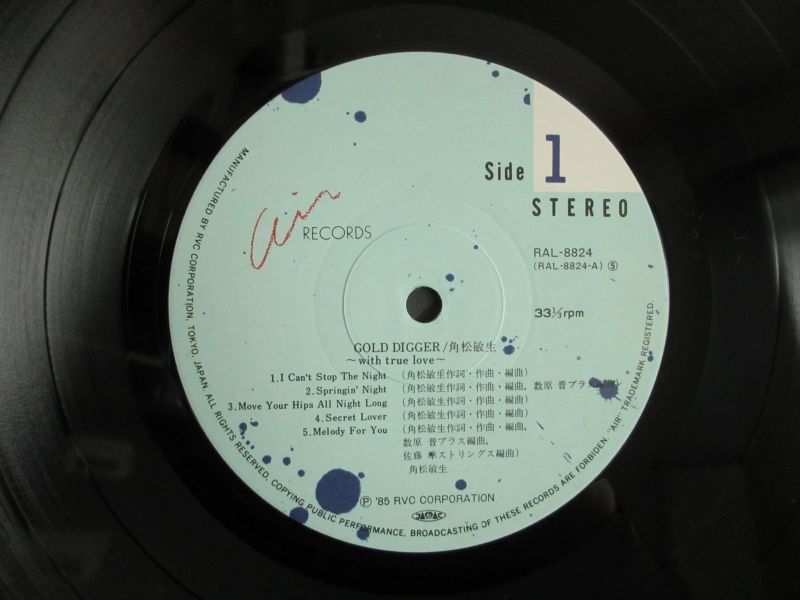 Side 1
STEREO
air RECORDS
RAL-8824
(RAL-8824-A) ⑤
33⅓rpm
GOLD DIGGER/角松敏生
〜with true love〜
1.I Can't Stop The Night (角松敏生作詞・作曲・編曲)
2.Springin' Night (角松敏生作詞・作曲・編曲, 数原 晋ブラス
3.Move Your Hips All Night Long (角松敏生作詞・作曲・編曲)
4.Secret Lover (角松敏生作詞・作曲・編曲)
5.Melody For You (角松敏生作詞・作曲・編曲,
数原 晋ブラス編曲,
佐藤 準ストリングス編曲)
角松敏生
Ⓟ '85 RVC CORPORATION
JASRAC
MANUFACTURED BY RVC CORPORATION, TOKYO, JAPAN. ALL RIGHTS RESERVED, COPYING PUBLIC PERFORMANCE, BROADCASTING OF THESE RECORDS ARE FORBIDDEN. "AIR" TRADEMARK REGISTERED.